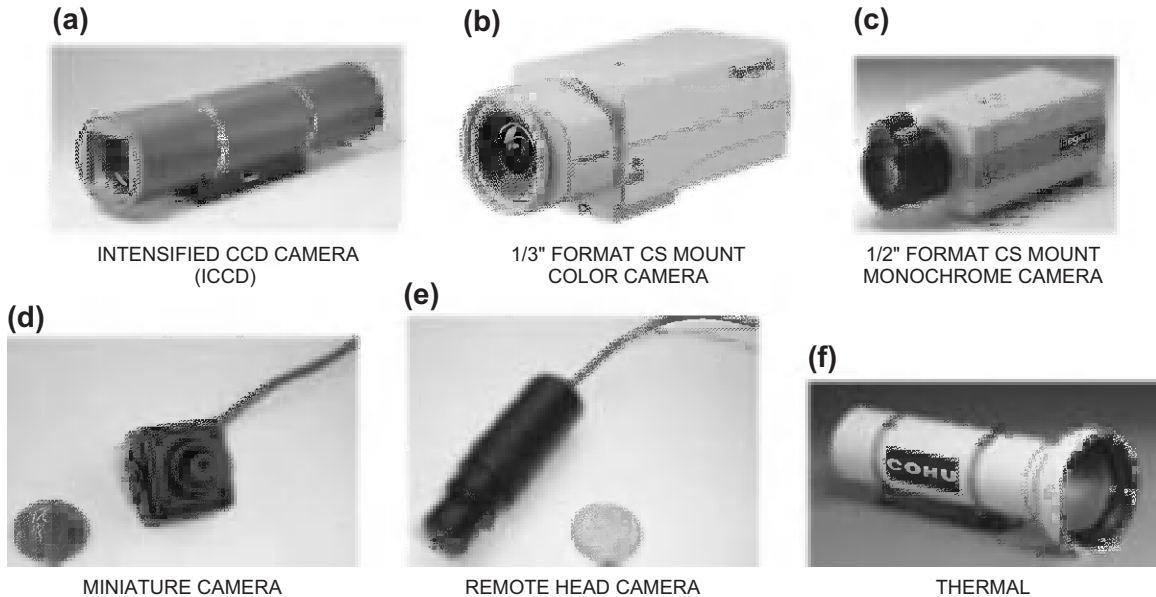 (a)
(b)
(c)
INTENSIFIED CCD CAMERA
(ICCD)
1/3" FORMAT CS MOUNT
COLOR CAMERA
1/2" FORMAT CS MOUNT
MONOCHROME CAMERA
(d)
(e)
(f)
COHU
MINIATURE CAMERA
REMOTE HEAD CAMERA
THERMAL